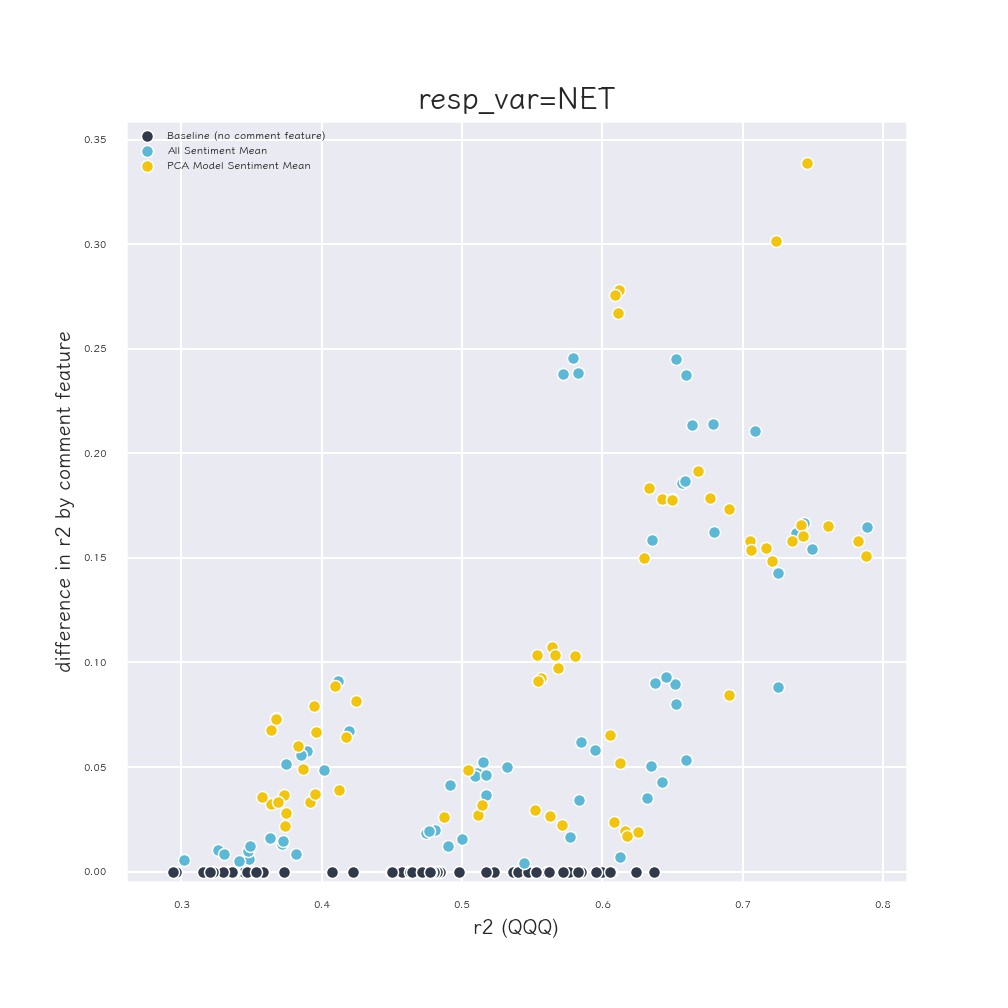 resp_var=NET
Baseline (no comment feature)
All Sentiment Mean
PCA Model Sentiment Mean
difference in r2 by comment feature
0.35
0.30
0.25
0.20
0.15
0.10
0.05
0.00
0.3 0.4 0.5 0.6 0.7 0.8
r2 (QQQ)